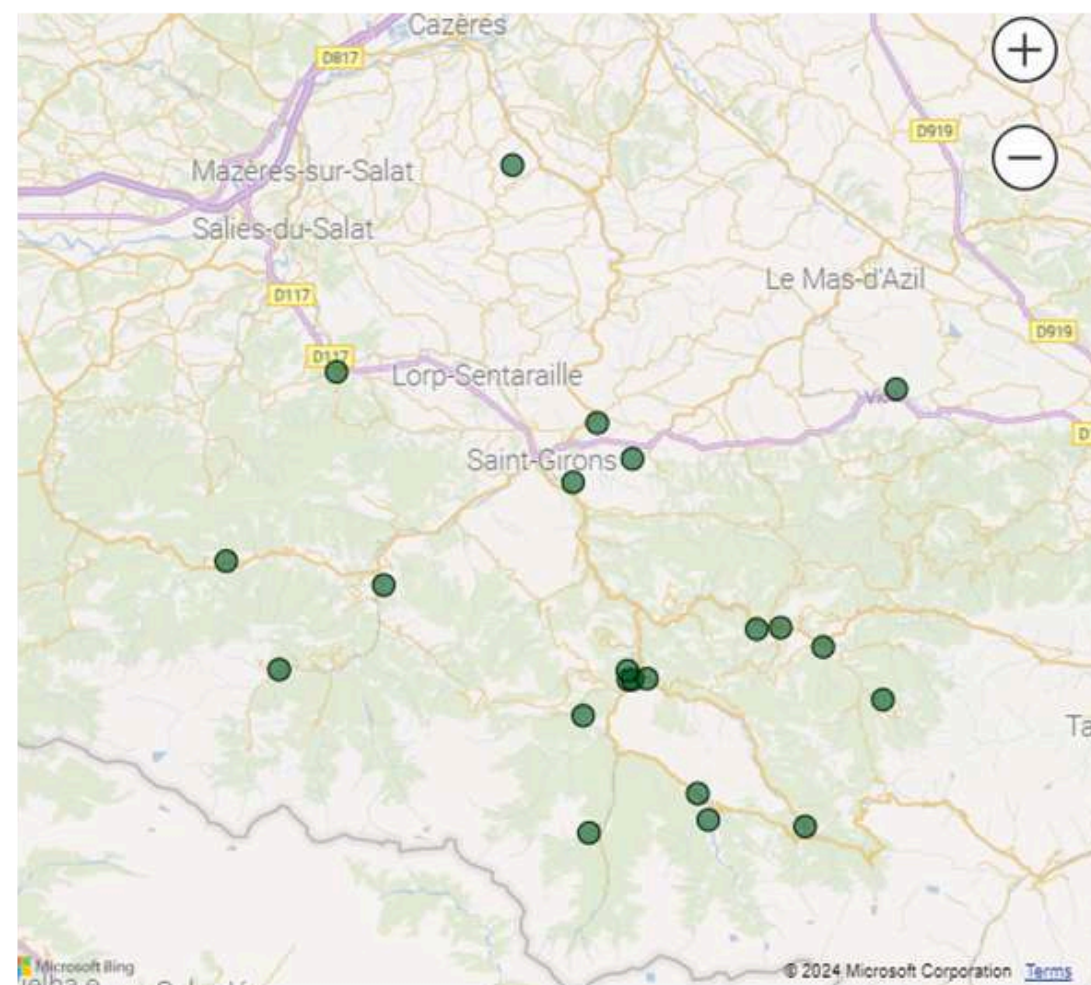 Cazères
D817
D919
Mazères-sur-Salat
Salies-du-Salat
Le Mas-d'Azil
D117
D919
D117
Lorp-Sentaraille
Saint-Girons
Microsoft Bing
© 2024 Microsoft Corporation Terms